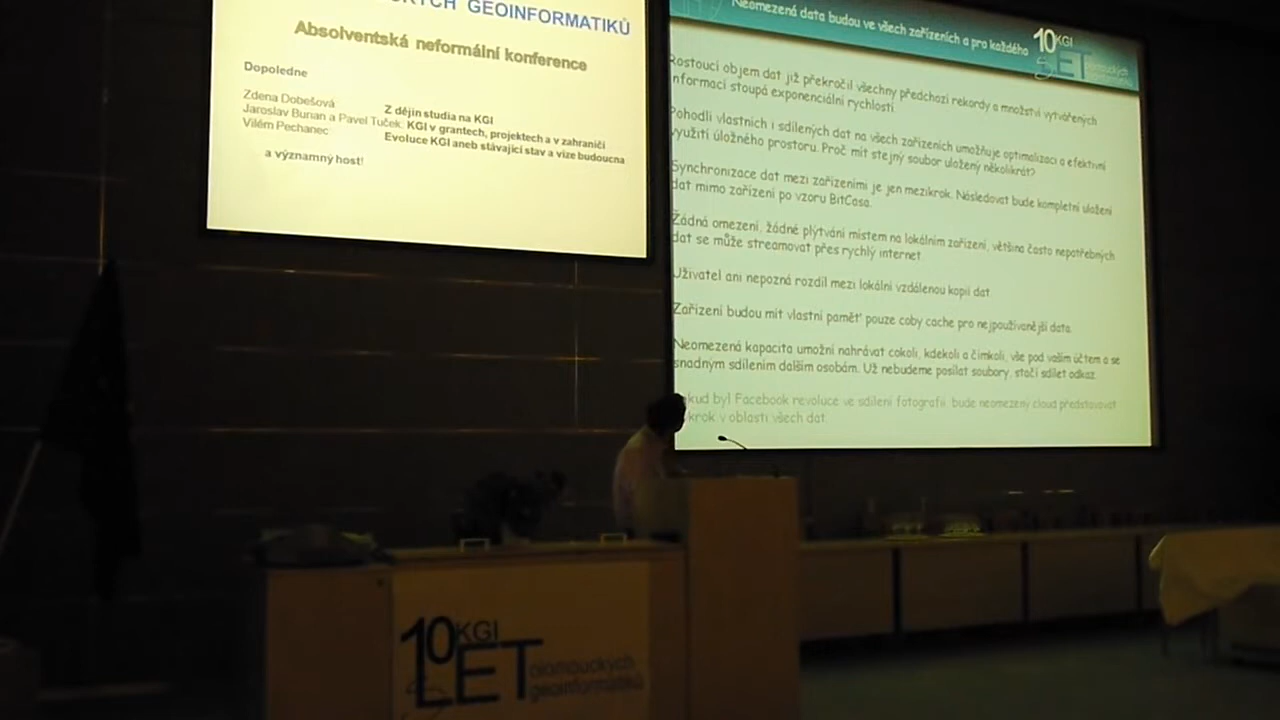 GEOINFORMATIKŮ
Absolventská neformální konference
Dopoledne
Zdena Dobešová Z dějin studia na KGI
Jaroslav Burian a Pavel Tuček: KGI v grantech, projektech a v zahraničí
Vilém Pechanec Evoluce KGI aneb stávající stav a vize budoucna
a významný host!
Neomezená data budou ve všech zařízeních a pro každého
10 KGI
LET olomouckých
geoinformatiků
Rostoucí objem dat již překročil všechny předchozí rekordy a množství vytvářených
informací stoupá exponenciální rychlostí.
Pohodlí vlastních i sdílených dat na všech zařízeních umožňuje optimalizaci a efektivní
využití úložného prostoru. Proč mít stejný soubor uložený několikrát?
Synchronizace dat mezi zařízeními je jen mezikrok. Následovat bude kompletní uložení
dat mimo zařízení po vzoru BitCasa.
Žádná omezení, žádné plýtvání místem na lokálním zařízení, většina často nepotřebných
dat se může streamovat přes rychlý internet
Uživatel ani nepozná rozdíl mezi lokální vzdálenou kopií dat.
Zařízení budou mít vlastní paměť pouze coby cache pro nejpoužívanější data.
Neomezená kapacita umožní nahrávat cokoli, kdekoli a čímkoli, vše pod vaším účtem a se
snadným sdílením dalším osobám. Už nebudeme posílat soubory, stačí sdílet odkaz.
kud byl Facebook revoluce ve sdílení fotografií, bude neomezený cloud představovat
krok v oblasti všech dat.
10 KGI
LET olomouckých
geoinformatiků